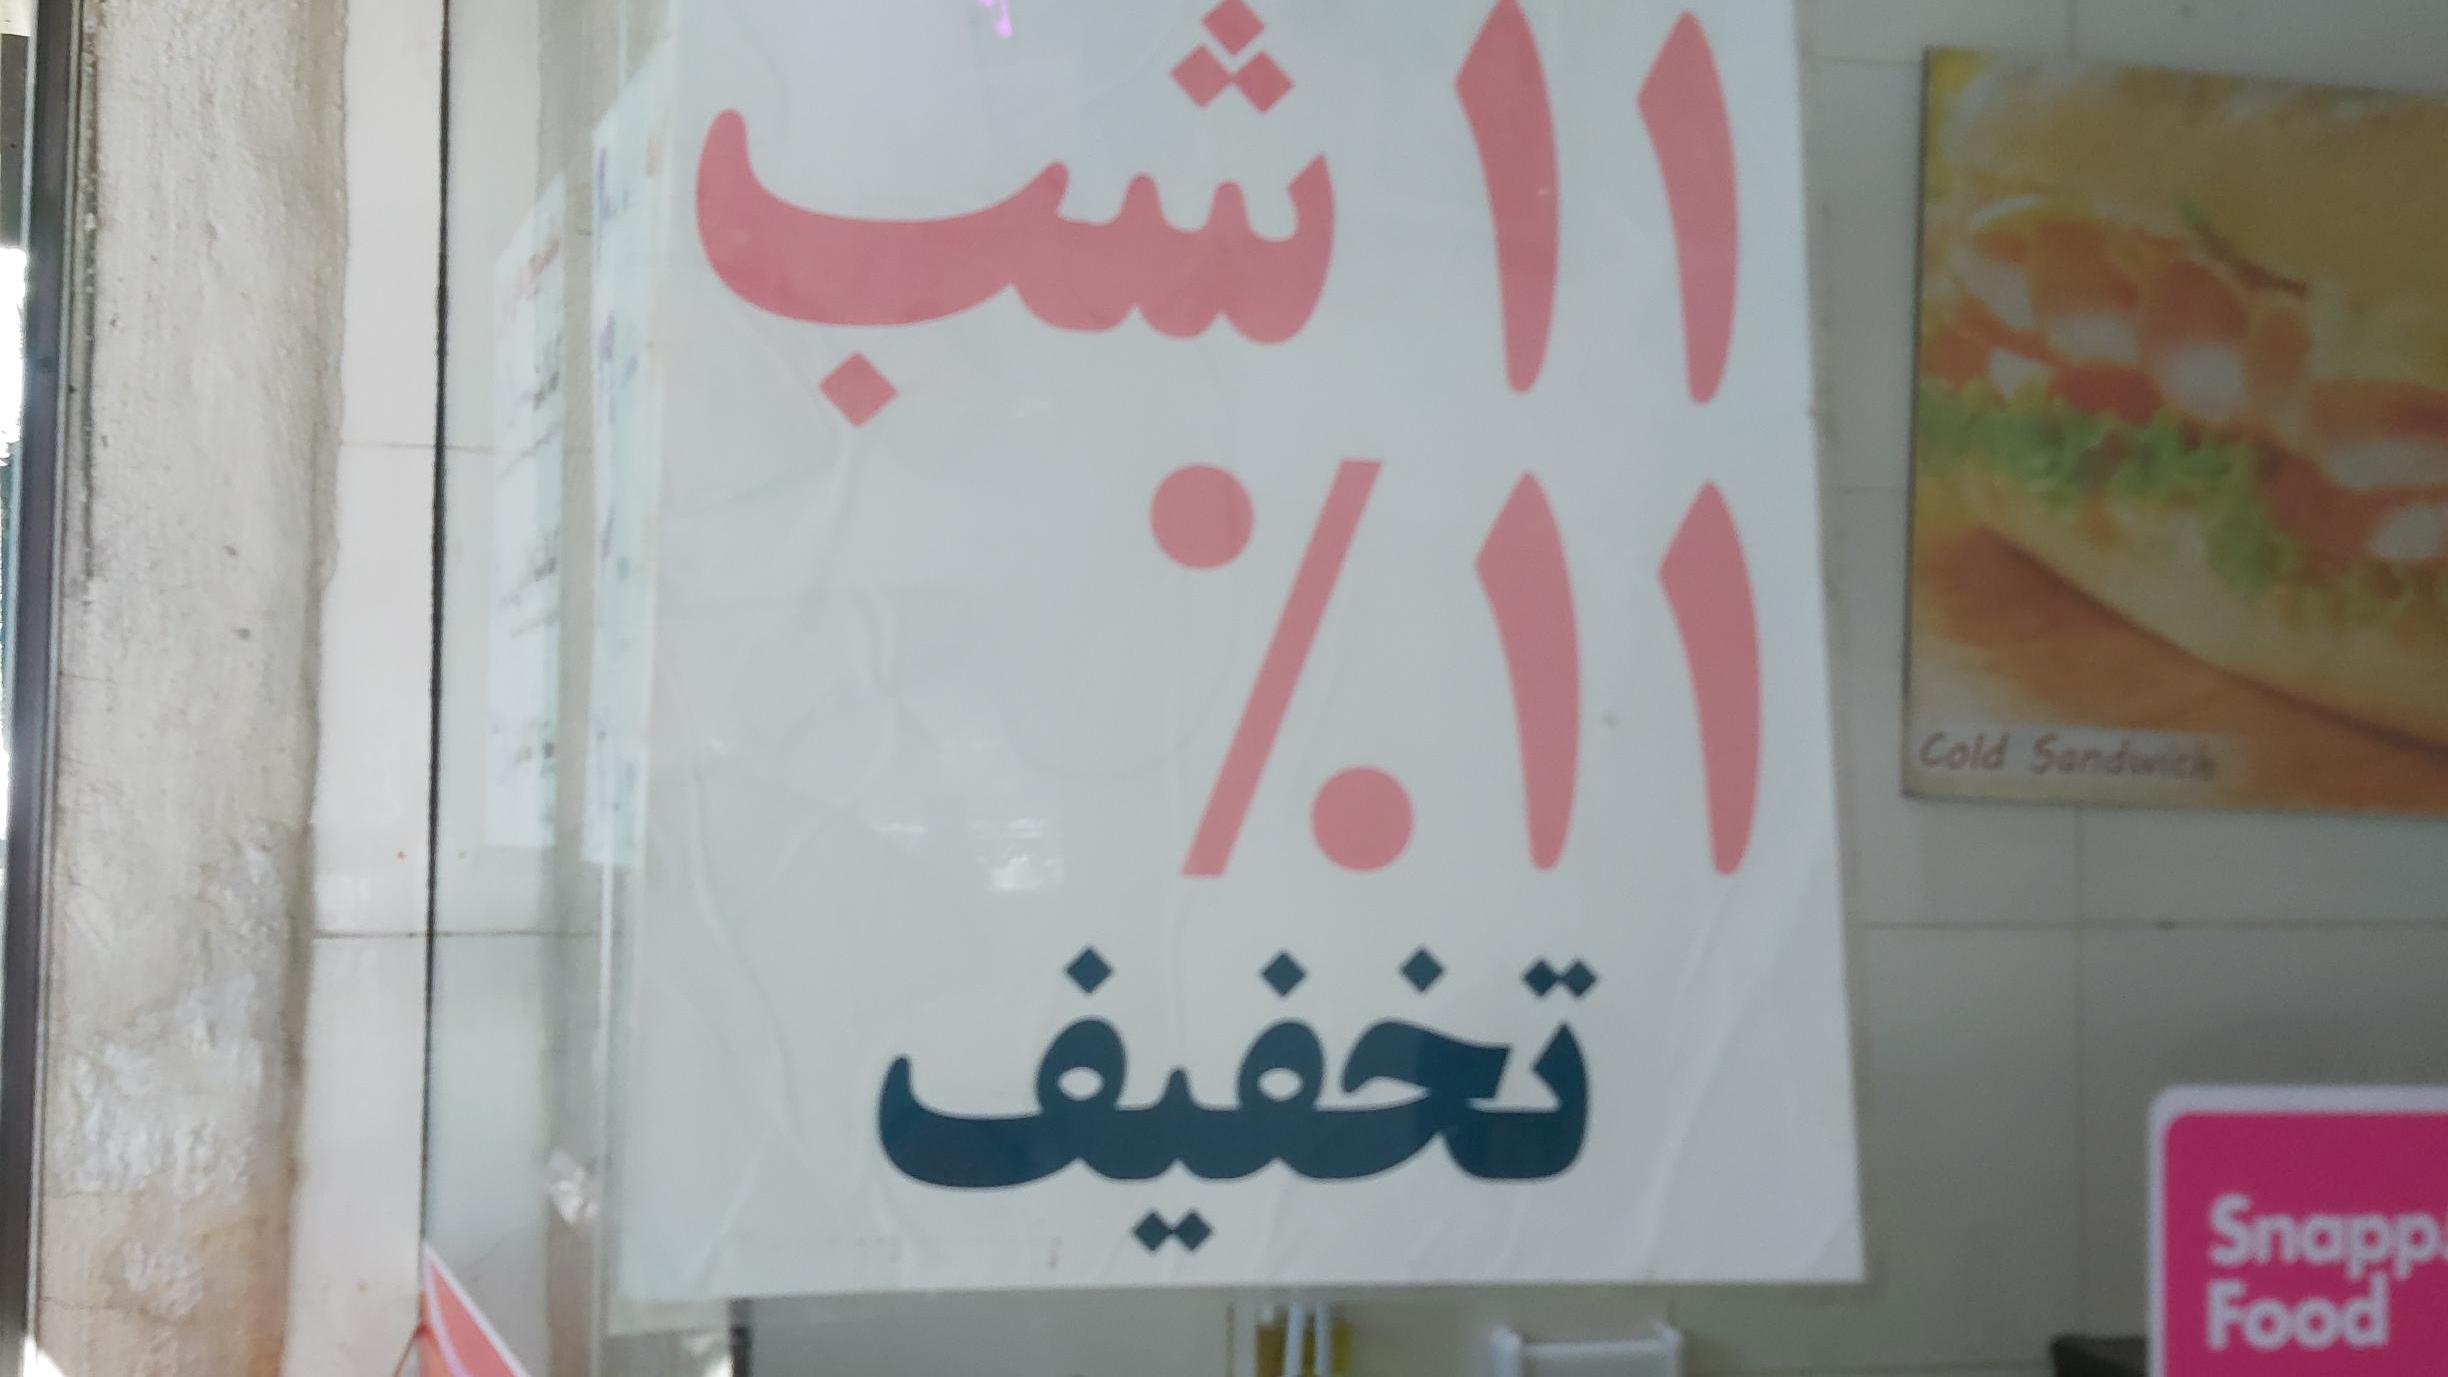 ۱۱ شب
۱۱٪
تخفیف
Cold Sandwich
Snapp
Food